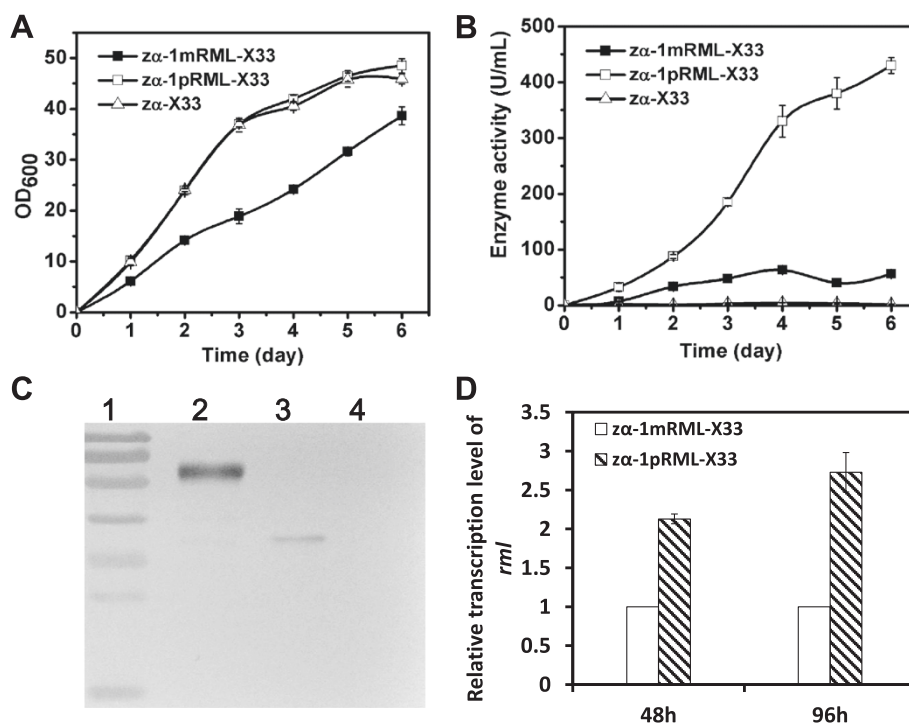 A
zα-1mRML-X33
zα-1pRML-X33
zα-X33
OD600
50
40
30
20
10
0
0 1 2 3 4 5 6
Time (day)
B
zα-1mRML-X33
zα-1pRML-X33
zα-X33
Enzyme activity (U/mL)
500
400
300
200
100
0
0 1 2 3 4 5 6
Time (day)
C
1 2 3 4
D
zα-1mRML-X33
zα-1pRML-X33
Relative transcription level of
rml
3.5
3
2.5
2
1.5
1
0.5
0
48h 96h